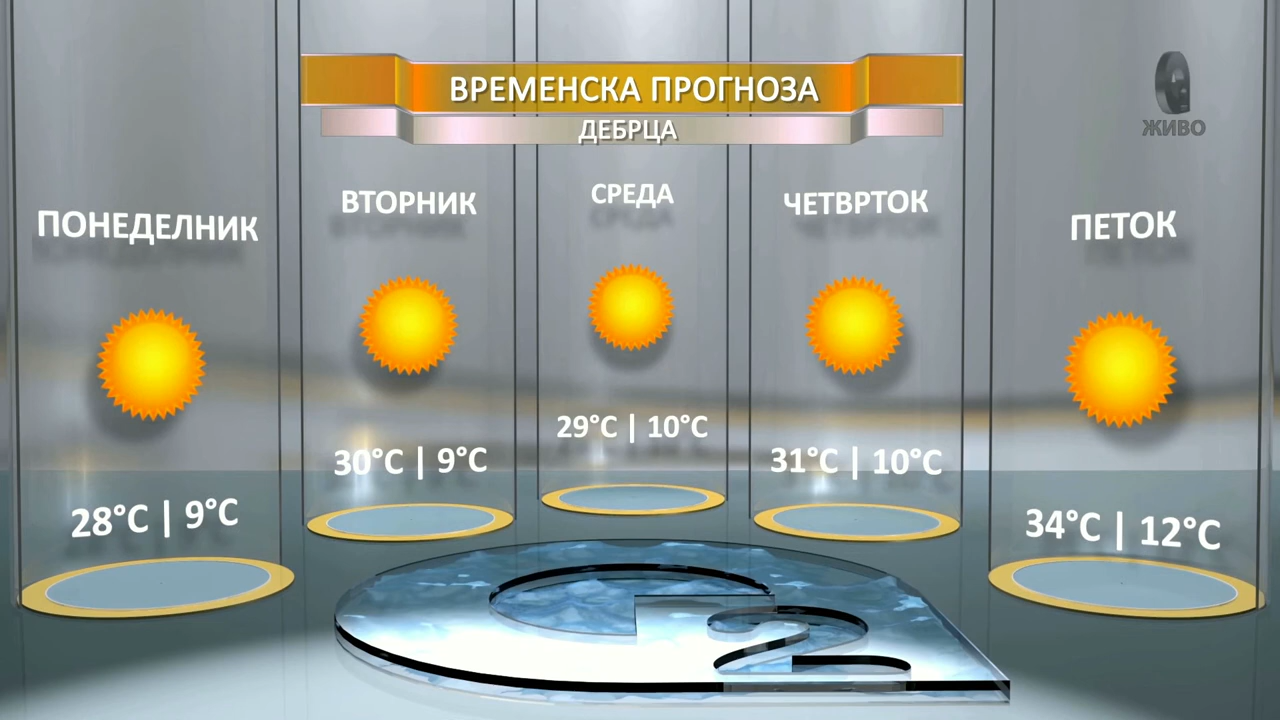 ВРЕМЕНСКА ПРОГНОЗА
ДЕБРЦА
ЖИВО
ПОНЕДЕЛНИК
28°C | 9°C
ВТОРНИК
30°C | 9°C
СРЕДА
29°C | 10°C
ЧЕТВРТОК
31°C | 10°C
ПЕТОК
34°C | 12°C
2